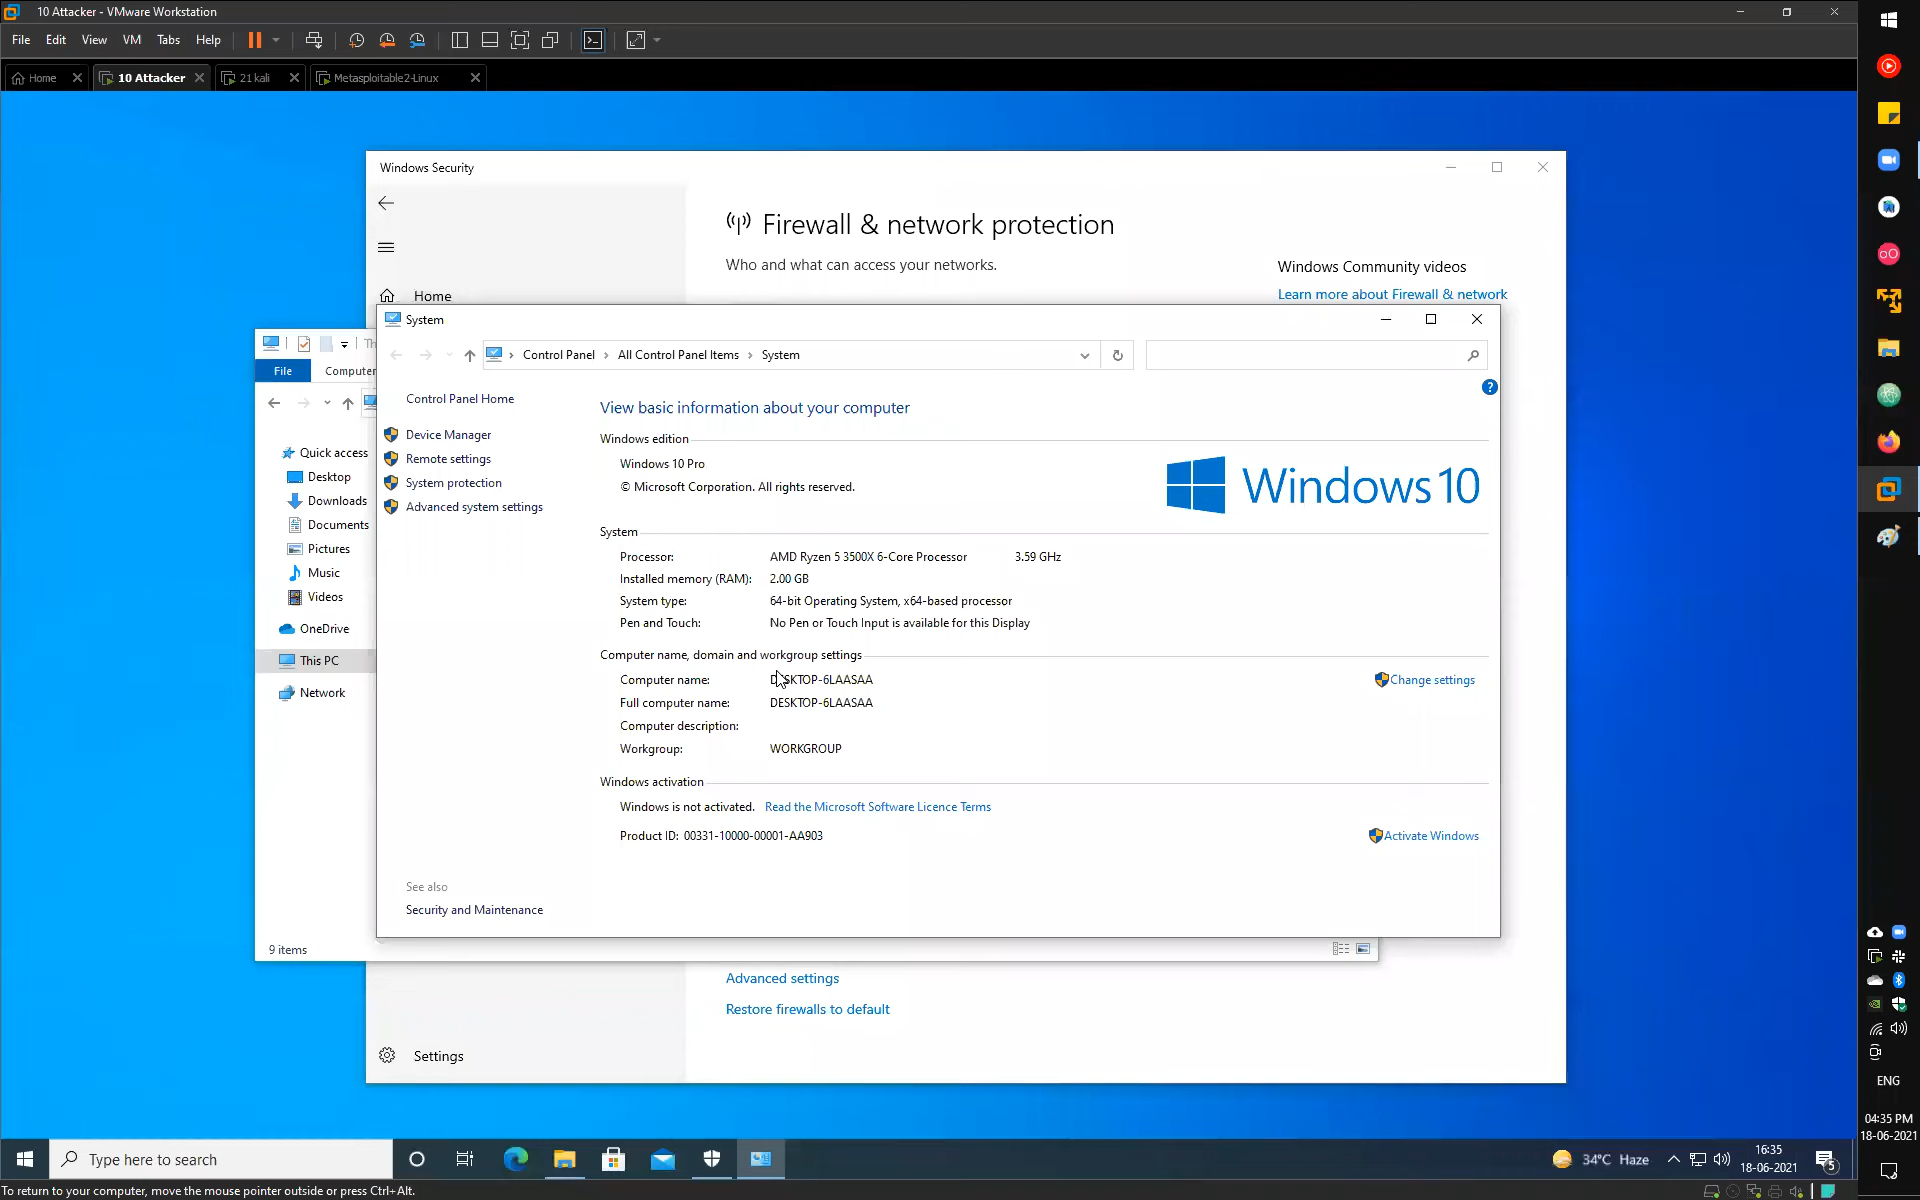 10 Attacker - VMware Workstation
File Edit View VM Tabs Help
Home
10 Attacker
21 kali
Metasploitable2-Linux
Windows Security
Firewall & network protection
Who and what can access your networks.
Windows Community videos
Learn more about Firewall & network
Home
System
Control Panel > All Control Panel Items > System
Th
File Computer
Control Panel Home
Device Manager
Remote settings
System protection
Advanced system settings
See also
Security and Maintenance
View basic information about your computer
Windows edition
Windows 10 Pro
© Microsoft Corporation. All rights reserved.
Windows 10
System
Processor: AMD Ryzen 5 3500X 6-Core Processor 3.59 GHz
Installed memory (RAM): 2.00 GB
System type: 64-bit Operating System, x64-based processor
Pen and Touch: No Pen or Touch Input is available for this Display
Computer name, domain and workgroup settings
Computer name: DESKTOP-6LAASAA
Change settings
Full computer name: DESKTOP-6LAASAA
Computer description:
Workgroup: WORKGROUP
Windows activation
Windows is not activated. Read the Microsoft Software Licence Terms
Product ID: 00331-10000-00001-AA903
Activate Windows
Quick access
Desktop
Downloads
Documents
Pictures
Music
Videos
OneDrive
This PC
Network
9 items
Advanced settings
Restore firewalls to default
Settings
Type here to search
34°C Haze
16:35
18-06-2021
5
ENG
04:35 PM
18-06-2021
To return to your computer, move the mouse pointer outside or press Ctrl+Alt.